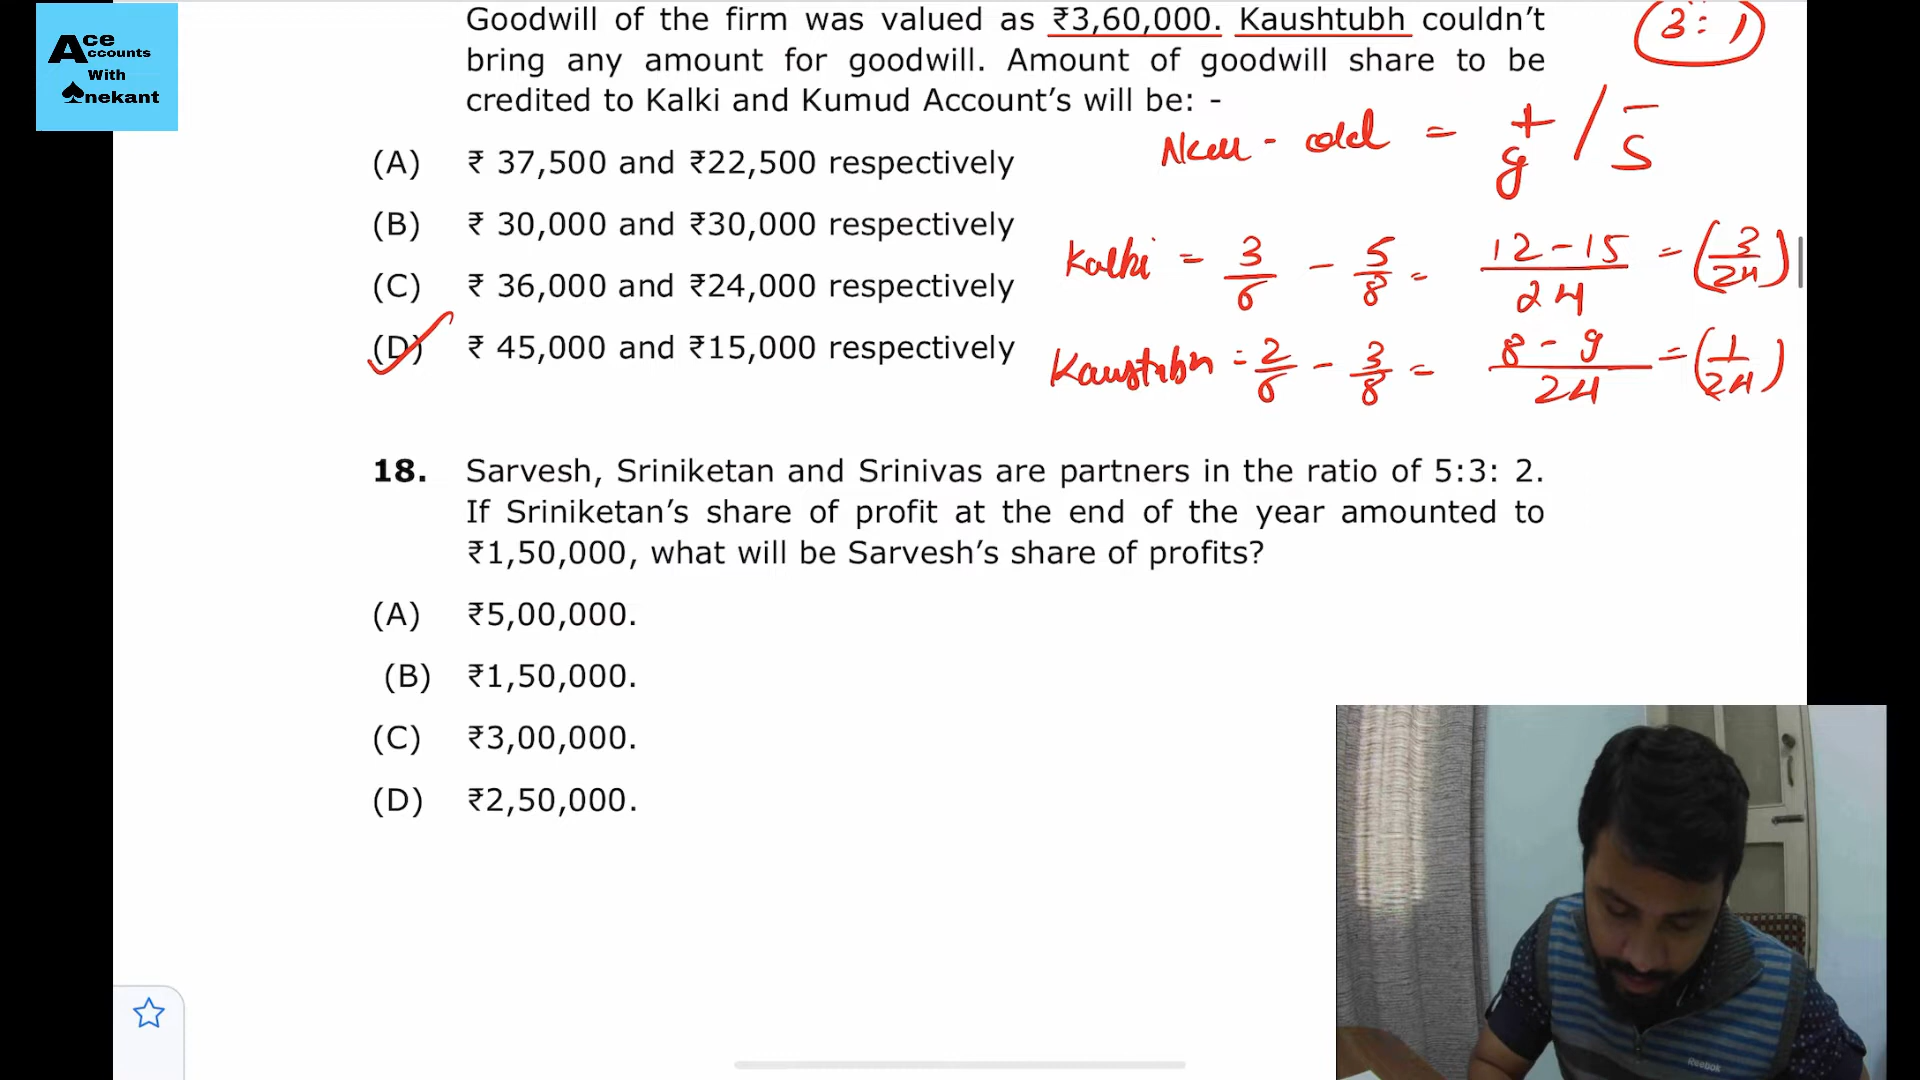 Ace
Accounts
With
Anekant
Goodwill of the firm was valued as ₹3,60,000. Kaushtubh couldn't
bring any amount for goodwill. Amount of goodwill share to be
credited to Kalki and Kumud Account's will be: -
3 : 1
New - old = + / -
g s
(A) ₹ 37,500 and ₹22,500 respectively
(B) ₹ 30,000 and ₹30,000 respectively
(C) ₹ 36,000 and ₹24,000 respectively
(D) ₹ 45,000 and ₹15,000 respectively
Kalki = 3/6 - 5/8 = 12-15/24 = (3/24)
Kaustubh = 2/6 - 3/8 = 8-9/24 = (1/24)
18. Sarvesh, Sriniketan and Srinivas are partners in the ratio of 5:3: 2.
If Sriniketan's share of profit at the end of the year amounted to
₹1,50,000, what will be Sarvesh's share of profits?
(A) ₹5,00,000.
(B) ₹1,50,000.
(C) ₹3,00,000.
(D) ₹2,50,000.
Reebok